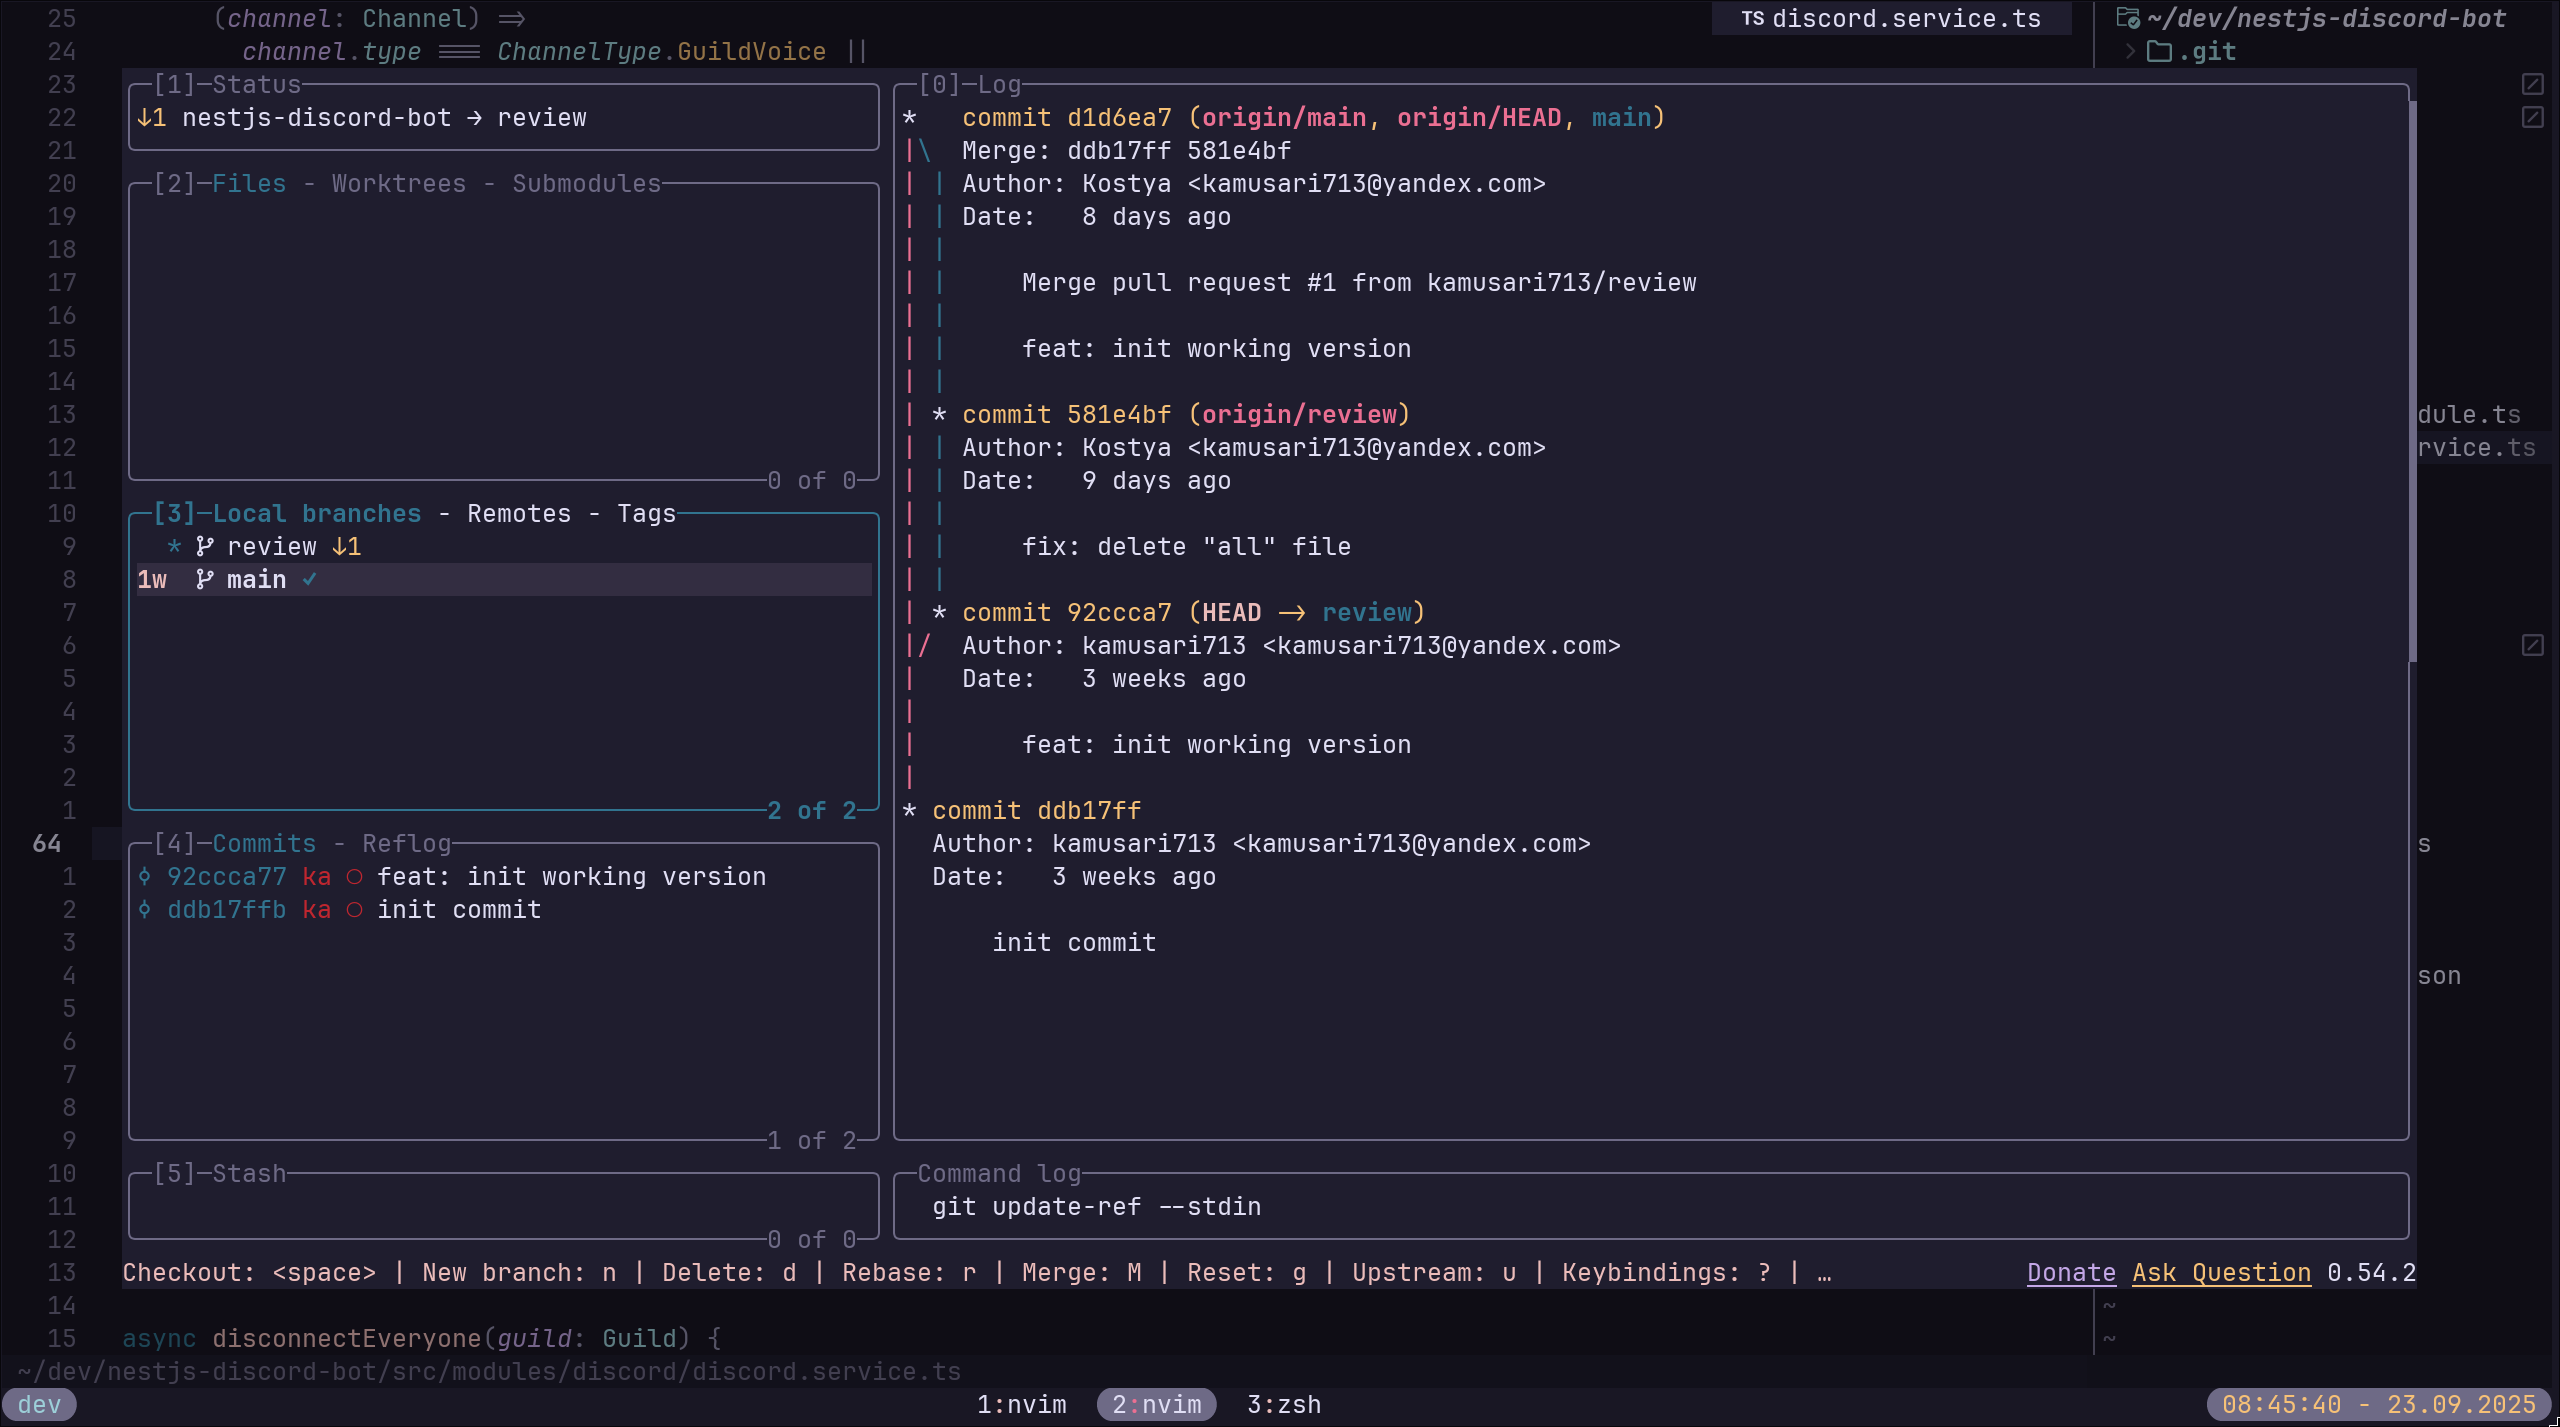 25 (channel: Channel) =>
24 channel.type === ChannelType.GuildVoice ||
TS discord.service.ts
~/dev/nestjs-discord-bot
> .git
23
22
21
20
19
18
17
16
15
14
13
12
11
10
9
8
7
6
5
4
3
2
1
64
1
2
3
4
5
6
7
8
9
10
11
12
13
14
15 async disconnectEveryone(guild: Guild) {
[1]─Status
↓1 nestjs-discord-bot → review
[2]─Files - Worktrees - Submodules
0 of 0
[3]─Local branches - Remotes - Tags
* review ↓1
1w main ✓
2 of 2
[4]─Commits - Reflog
92ccca77 ka ○ feat: init working version
ddb17ffb ka ○ init commit
1 of 2
[5]─Stash
0 of 0
[0]─Log
* commit d1d6ea7 (origin/main, origin/HEAD, main)
|\ Merge: ddb17ff 581e4bf
| | Author: Kostya <kamusari713@yandex.com>
| | Date: 8 days ago
| |
| | Merge pull request #1 from kamusari713/review
| |
| | feat: init working version
| |
| * commit 581e4bf (origin/review)
| | Author: Kostya <kamusari713@yandex.com>
| | Date: 9 days ago
| |
| | fix: delete "all" file
| |
| * commit 92ccca7 (HEAD -> review)
|/ Author: kamusari713 <kamusari713@yandex.com>
| Date: 3 weeks ago
|
| feat: init working version
|
* commit ddb17ff
Author: kamusari713 <kamusari713@yandex.com>
Date: 3 weeks ago
init commit
Command log
git update-ref --stdin
Checkout: <space> | New branch: n | Delete: d | Rebase: r | Merge: M | Reset: g | Upstream: u | Keybindings: ? | …
Donate Ask Question 0.54.2
dule.ts
rvice.ts
s
son
~
~
~/dev/nestjs-discord-bot/src/modules/discord/discord.service.ts
dev 1:nvim 2:nvim 3:zsh 08:45:40 - 23.09.2025